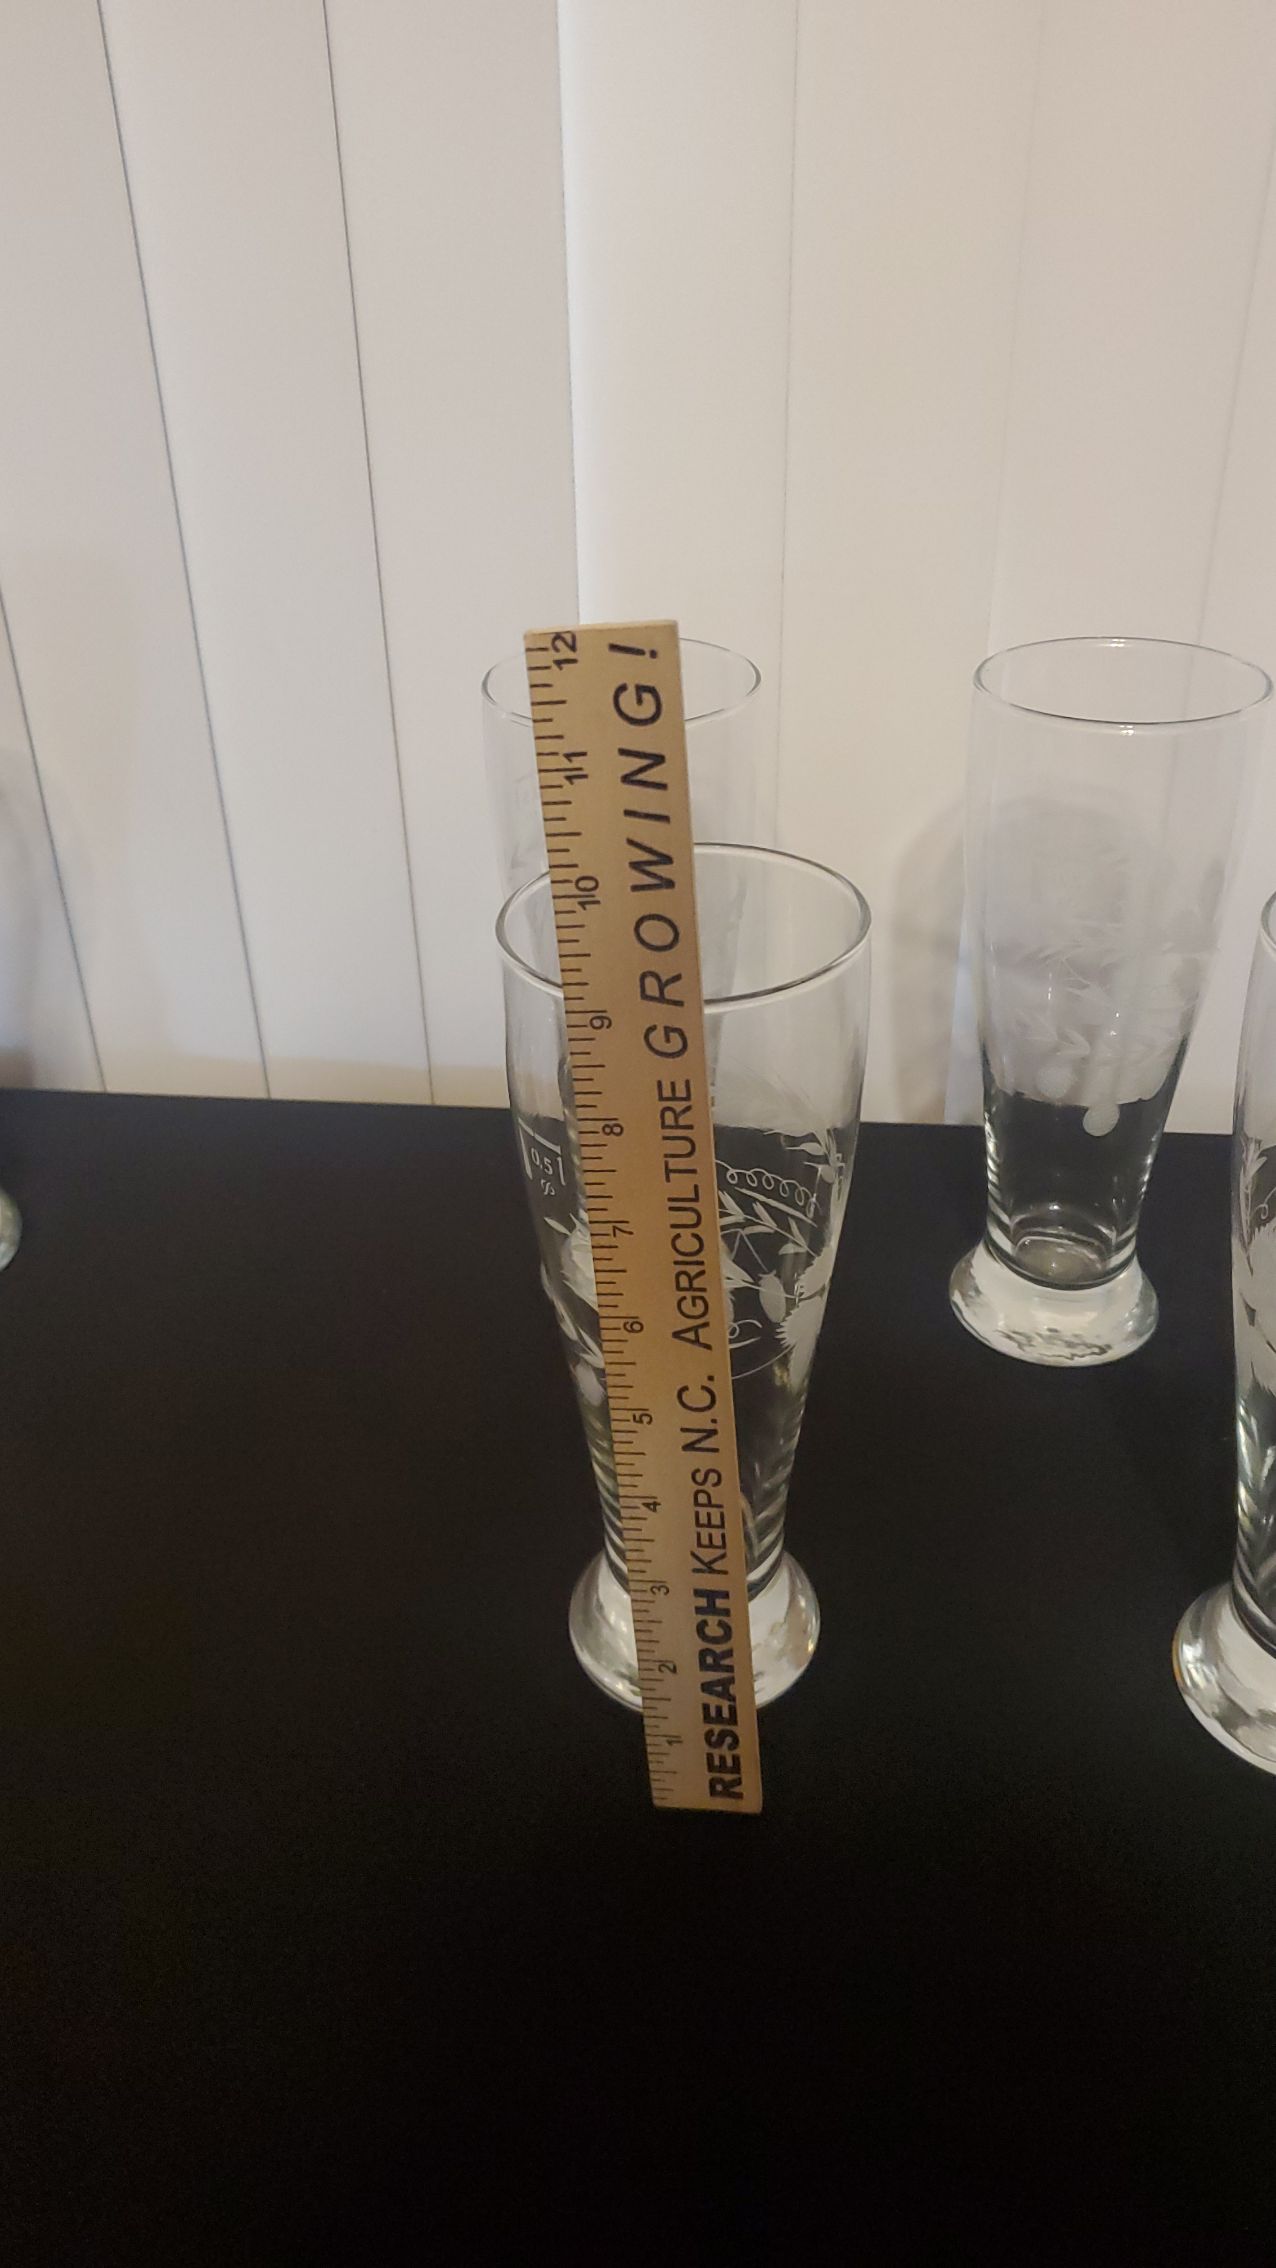 RESEARCH KEEPS N.C. AGRICULTURE GROWING!
1 2 3 4 5 6 7 8 9 10 11 12
0,5 l